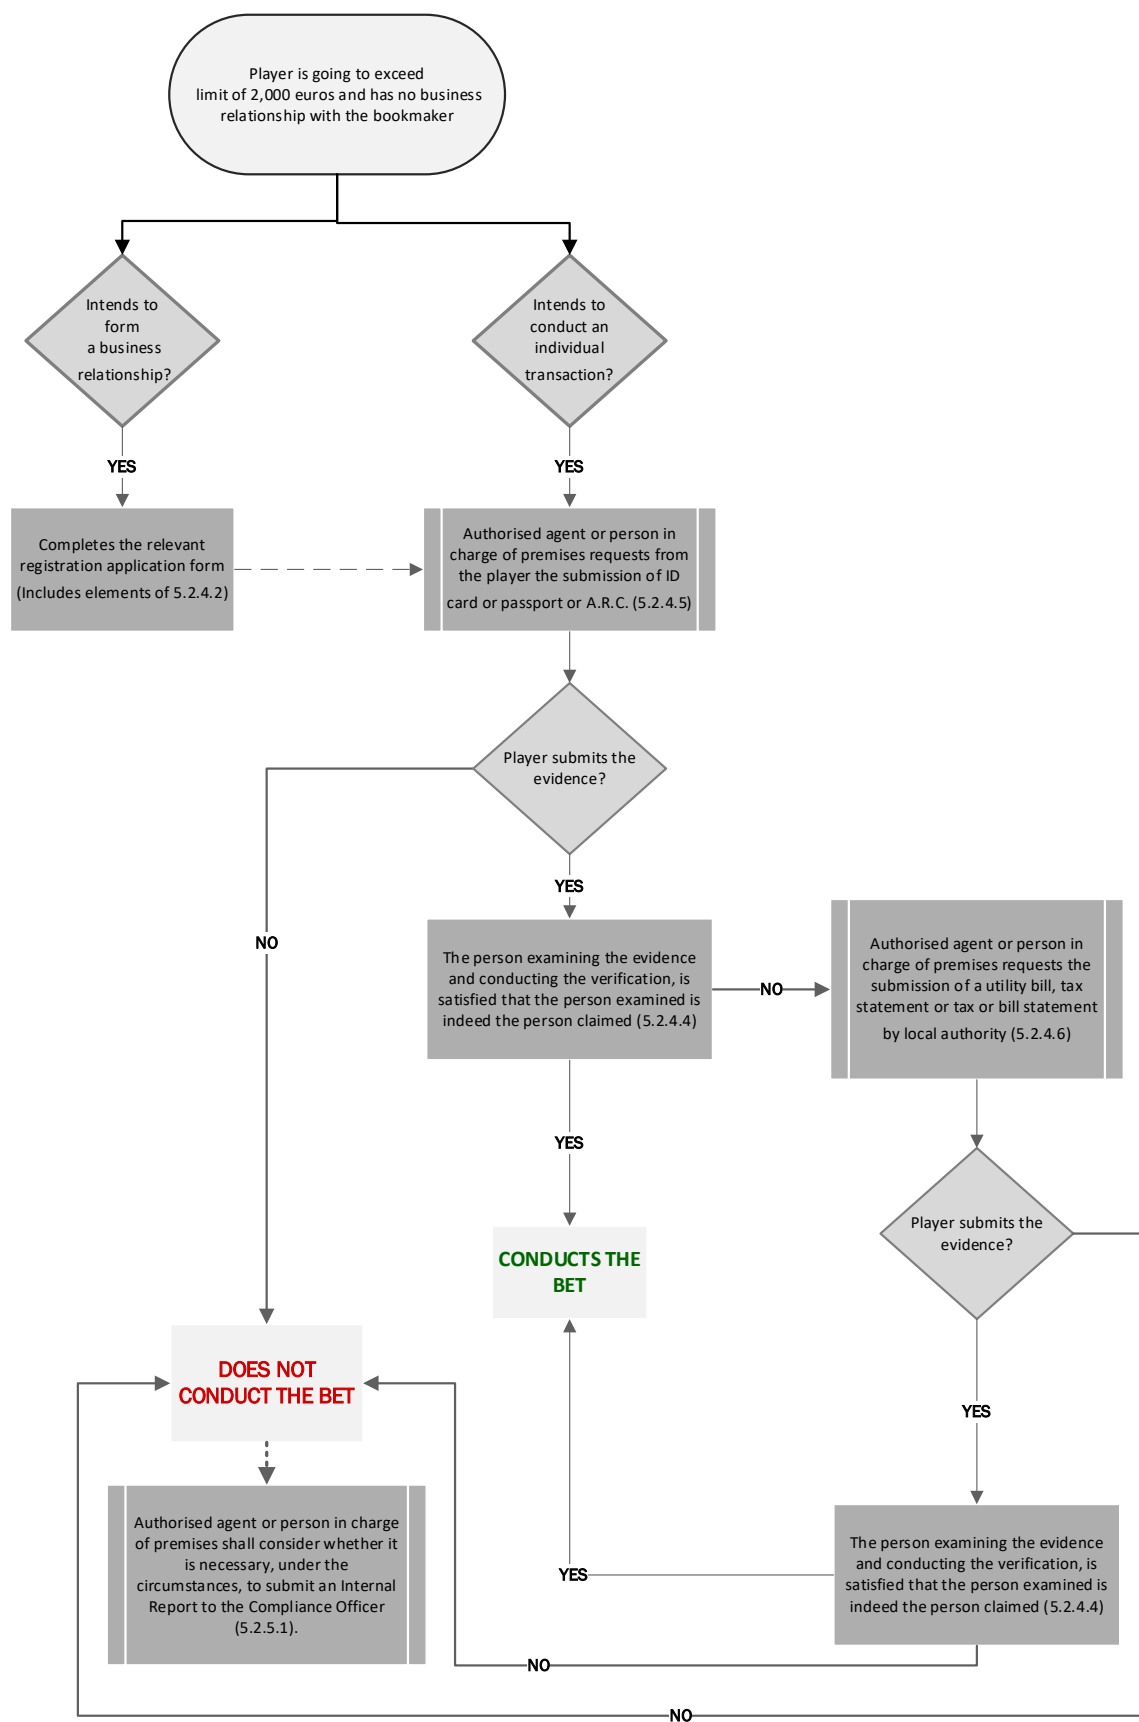 Player is going to exceed
limit of 2,000 euros and has no business
relationship with the bookmaker
Intends to
form
a business
relationship?
Intends to
conduct an
individual
transaction?
YES
YES
Completes the relevant
registration application form
(Includes elements of 5.2.4.2)
Authorised agent or person in
charge of premises requests from
the player the submission of ID
card or passport or A.R.C. (5.2.4.5)
Player submits the
evidence?
YES
NO
The person examining the evidence
and conducting the verification, is
satisfied that the person examined is
indeed the person claimed (5.2.4.4)
NO
Authorised agent or person in
charge of premises requests the
submission of a utility bill, tax
statement or tax or bill statement
by local authority (5.2.4.6)
YES
Player submits the
evidence?
CONDUCTS THE
BET
DOES NOT
CONDUCT THE BET
YES
Authorised agent or person in charge
of premises shall consider whether it
is necessary, under the
circumstances, to submit an Internal
Report to the Compliance Officer
(5.2.5.1).
YES
The person examining the evidence
and conducting the verification, is
satisfied that the person examined is
indeed the person claimed (5.2.4.4)
NO
NO